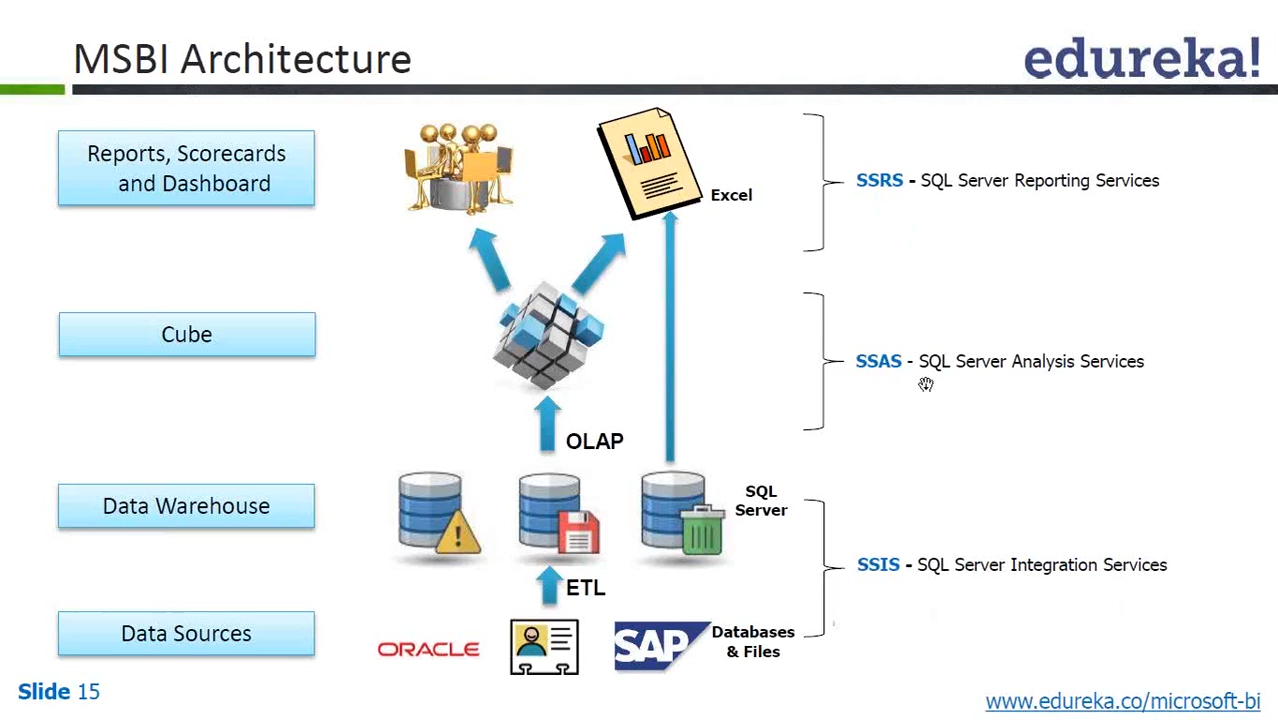 MSBI Architecture
edureka!
Reports, Scorecards
and Dashboard
Excel
SSRS - SQL Server Reporting Services
Cube
SSAS - SQL Server Analysis Services
OLAP
Data Warehouse
SQL
Server
SSIS - SQL Server Integration Services
ETL
Data Sources
ORACLE
SAP
Databases
& Files
Slide 15
www.edureka.co/microsoft-bi